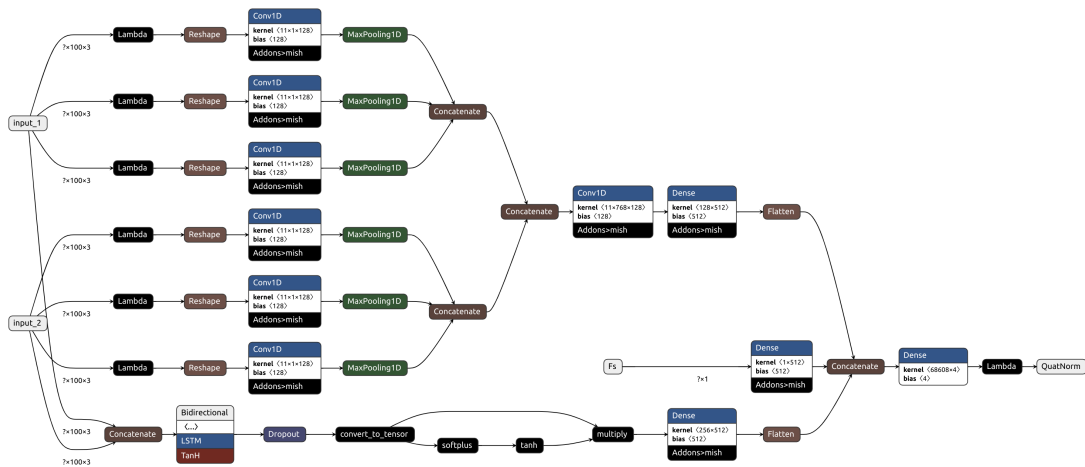 Lambda
Reshape
Conv1D
kernel ⟨11×1×128⟩
bias ⟨128⟩
Addons>mish
MaxPooling1D
?×100×3
Lambda
Reshape
Conv1D
kernel ⟨11×1×128⟩
bias ⟨128⟩
Addons>mish
MaxPooling1D
?×100×3
Concatenate
input_1
Lambda
Reshape
Conv1D
kernel ⟨11×1×128⟩
bias ⟨128⟩
Addons>mish
MaxPooling1D
?×100×3
Concatenate
Conv1D
kernel ⟨11×768×128⟩
bias ⟨128⟩
Addons>mish
Dense
kernel ⟨128×512⟩
bias ⟨512⟩
Addons>mish
Flatten
Lambda
Reshape
Conv1D
kernel ⟨11×1×128⟩
bias ⟨128⟩
Addons>mish
MaxPooling1D
?×100×3
Lambda
Reshape
Conv1D
kernel ⟨11×1×128⟩
bias ⟨128⟩
Addons>mish
MaxPooling1D
?×100×3
Concatenate
input_2
Lambda
Reshape
Conv1D
kernel ⟨11×1×128⟩
bias ⟨128⟩
Addons>mish
MaxPooling1D
?×100×3
Fs
?×1
Dense
kernel ⟨1×512⟩
bias ⟨512⟩
Addons>mish
Concatenate
Dense
kernel ⟨68608×4⟩
bias ⟨4⟩
Lambda
QuatNorm
?×100×3
?×100×3
Concatenate
Bidirectional
⟨...⟩
LSTM
TanH
Dropout
convert_to_tensor
softplus
tanh
multiply
Dense
kernel ⟨256×512⟩
bias ⟨512⟩
Addons>mish
Flatten